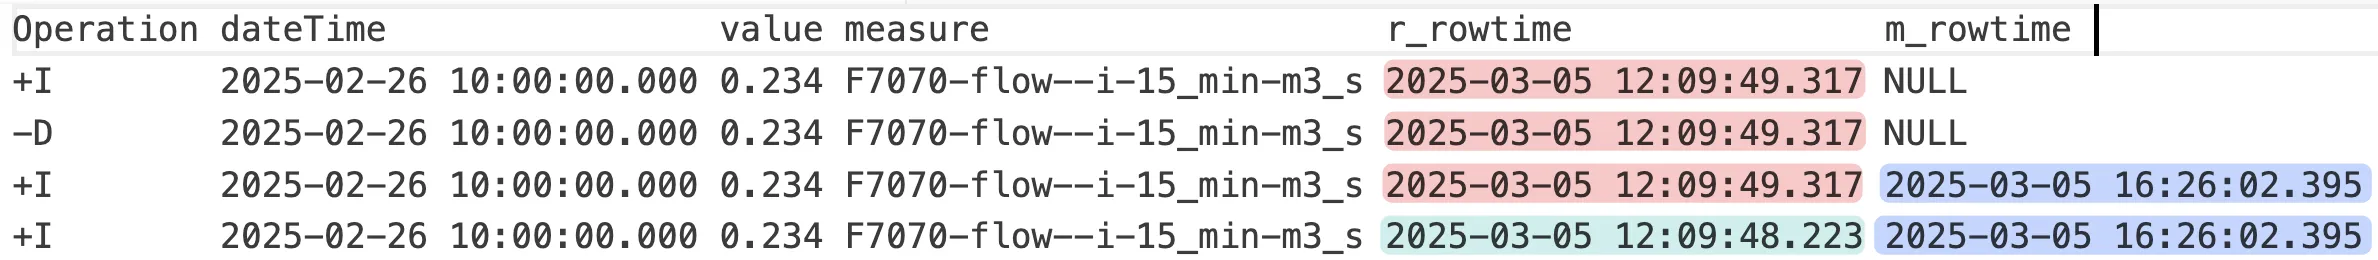 Operation dateTime value measure r_rowtime m_rowtime
+I 2025-02-26 10:00:00.000 0.234 F7070-flow--i-15_min-m3_s 2025-03-05 12:09:49.317 NULL
-D 2025-02-26 10:00:00.000 0.234 F7070-flow--i-15_min-m3_s 2025-03-05 12:09:49.317 NULL
+I 2025-02-26 10:00:00.000 0.234 F7070-flow--i-15_min-m3_s 2025-03-05 12:09:49.317 2025-03-05 16:26:02.395
+I 2025-02-26 10:00:00.000 0.234 F7070-flow--i-15_min-m3_s 2025-03-05 12:09:48.223 2025-03-05 16:26:02.395